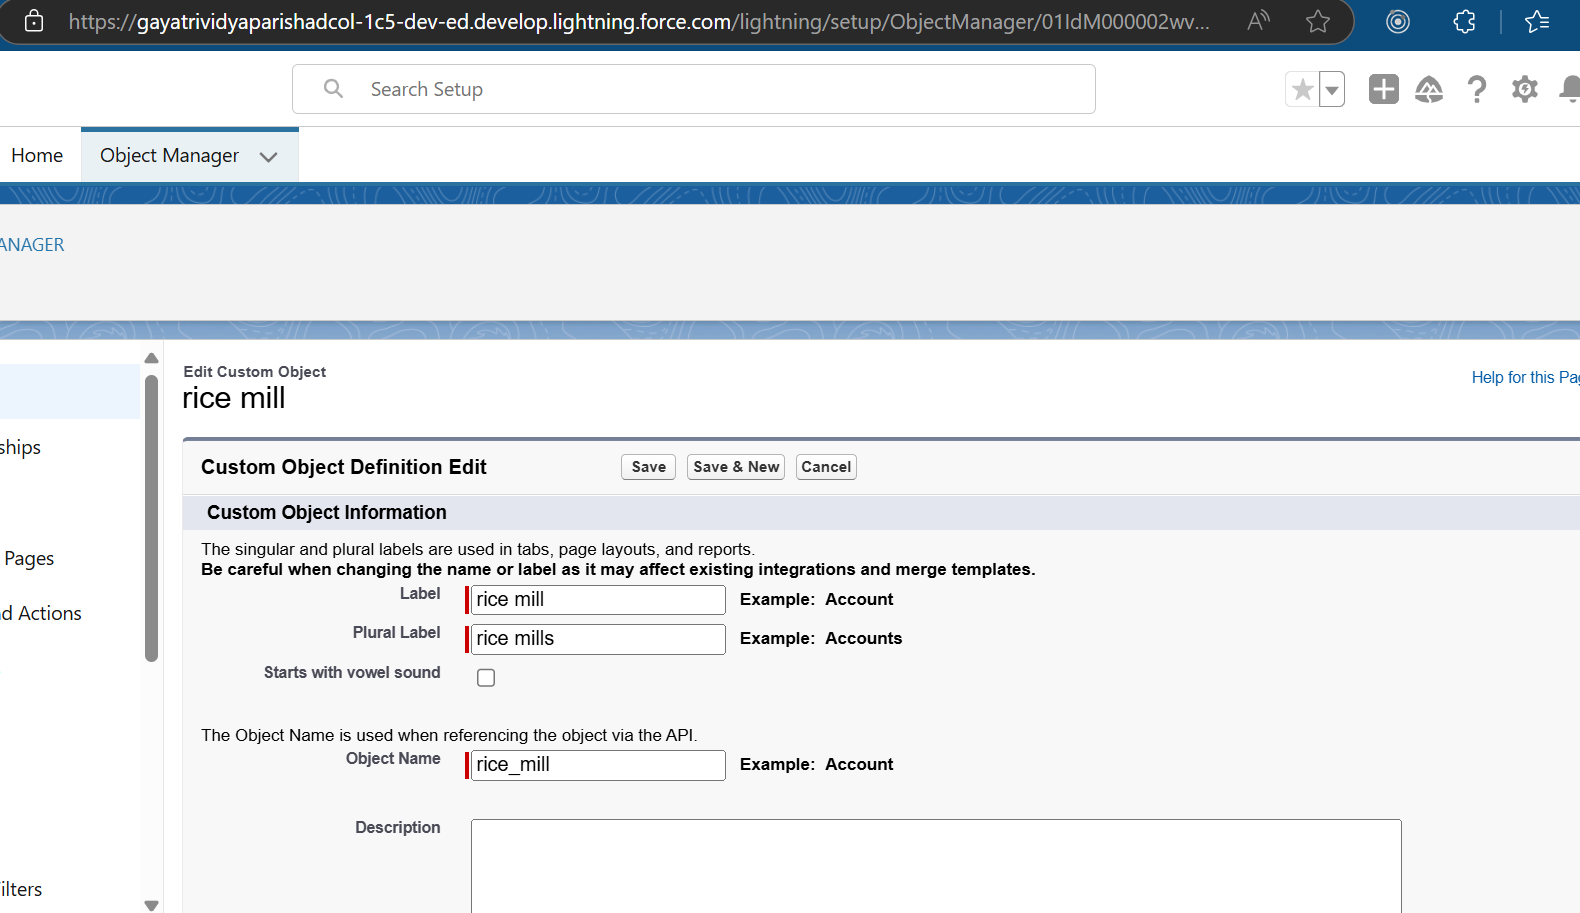 https://gayatrividyaparishadcol-1c5-dev-ed.develop.lightning.force.com/lightning/setup/ObjectManager/01IdM000002wv...
Search Setup
Home
Object Manager
ANAGER
Edit Custom Object
rice mill
Help for this Pag
ships
Pages
d Actions
ilters
Custom Object Definition Edit
Save
Save & New
Cancel
Custom Object Information
The singular and plural labels are used in tabs, page layouts, and reports.
Be careful when changing the name or label as it may affect existing integrations and merge templates.
Label rice mill Example: Account
Plural Label rice mills Example: Accounts
Starts with vowel sound
The Object Name is used when referencing the object via the API.
Object Name rice_mill Example: Account
Description